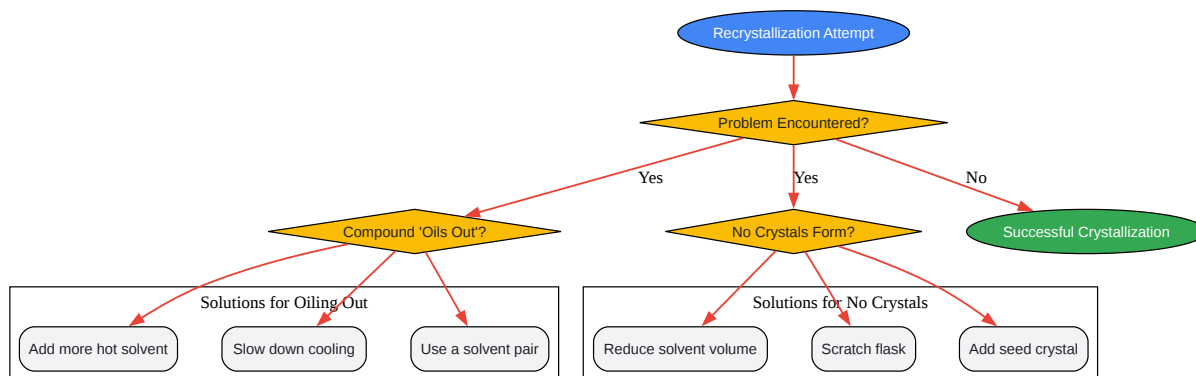 Recrystallization Attempt
Problem Encountered?
Yes
Yes
No
Compound 'Oils Out'?
No Crystals Form?
Successful Crystallization
Solutions for Oiling Out
Solutions for No Crystals
Add more hot solvent
Slow down cooling
Use a solvent pair
Reduce solvent volume
Scratch flask
Add seed crystal